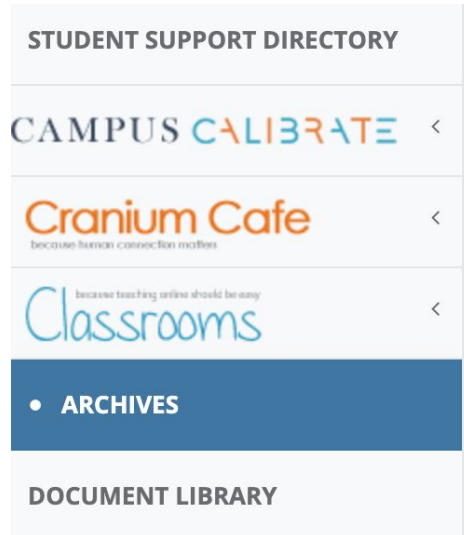 STUDENT SUPPORT DIRECTORY
CAMPUS CALIBRATE
Cranium Cafe
because human connection matters
because teaching online should be easy
Classrooms
ARCHIVES
DOCUMENT LIBRARY